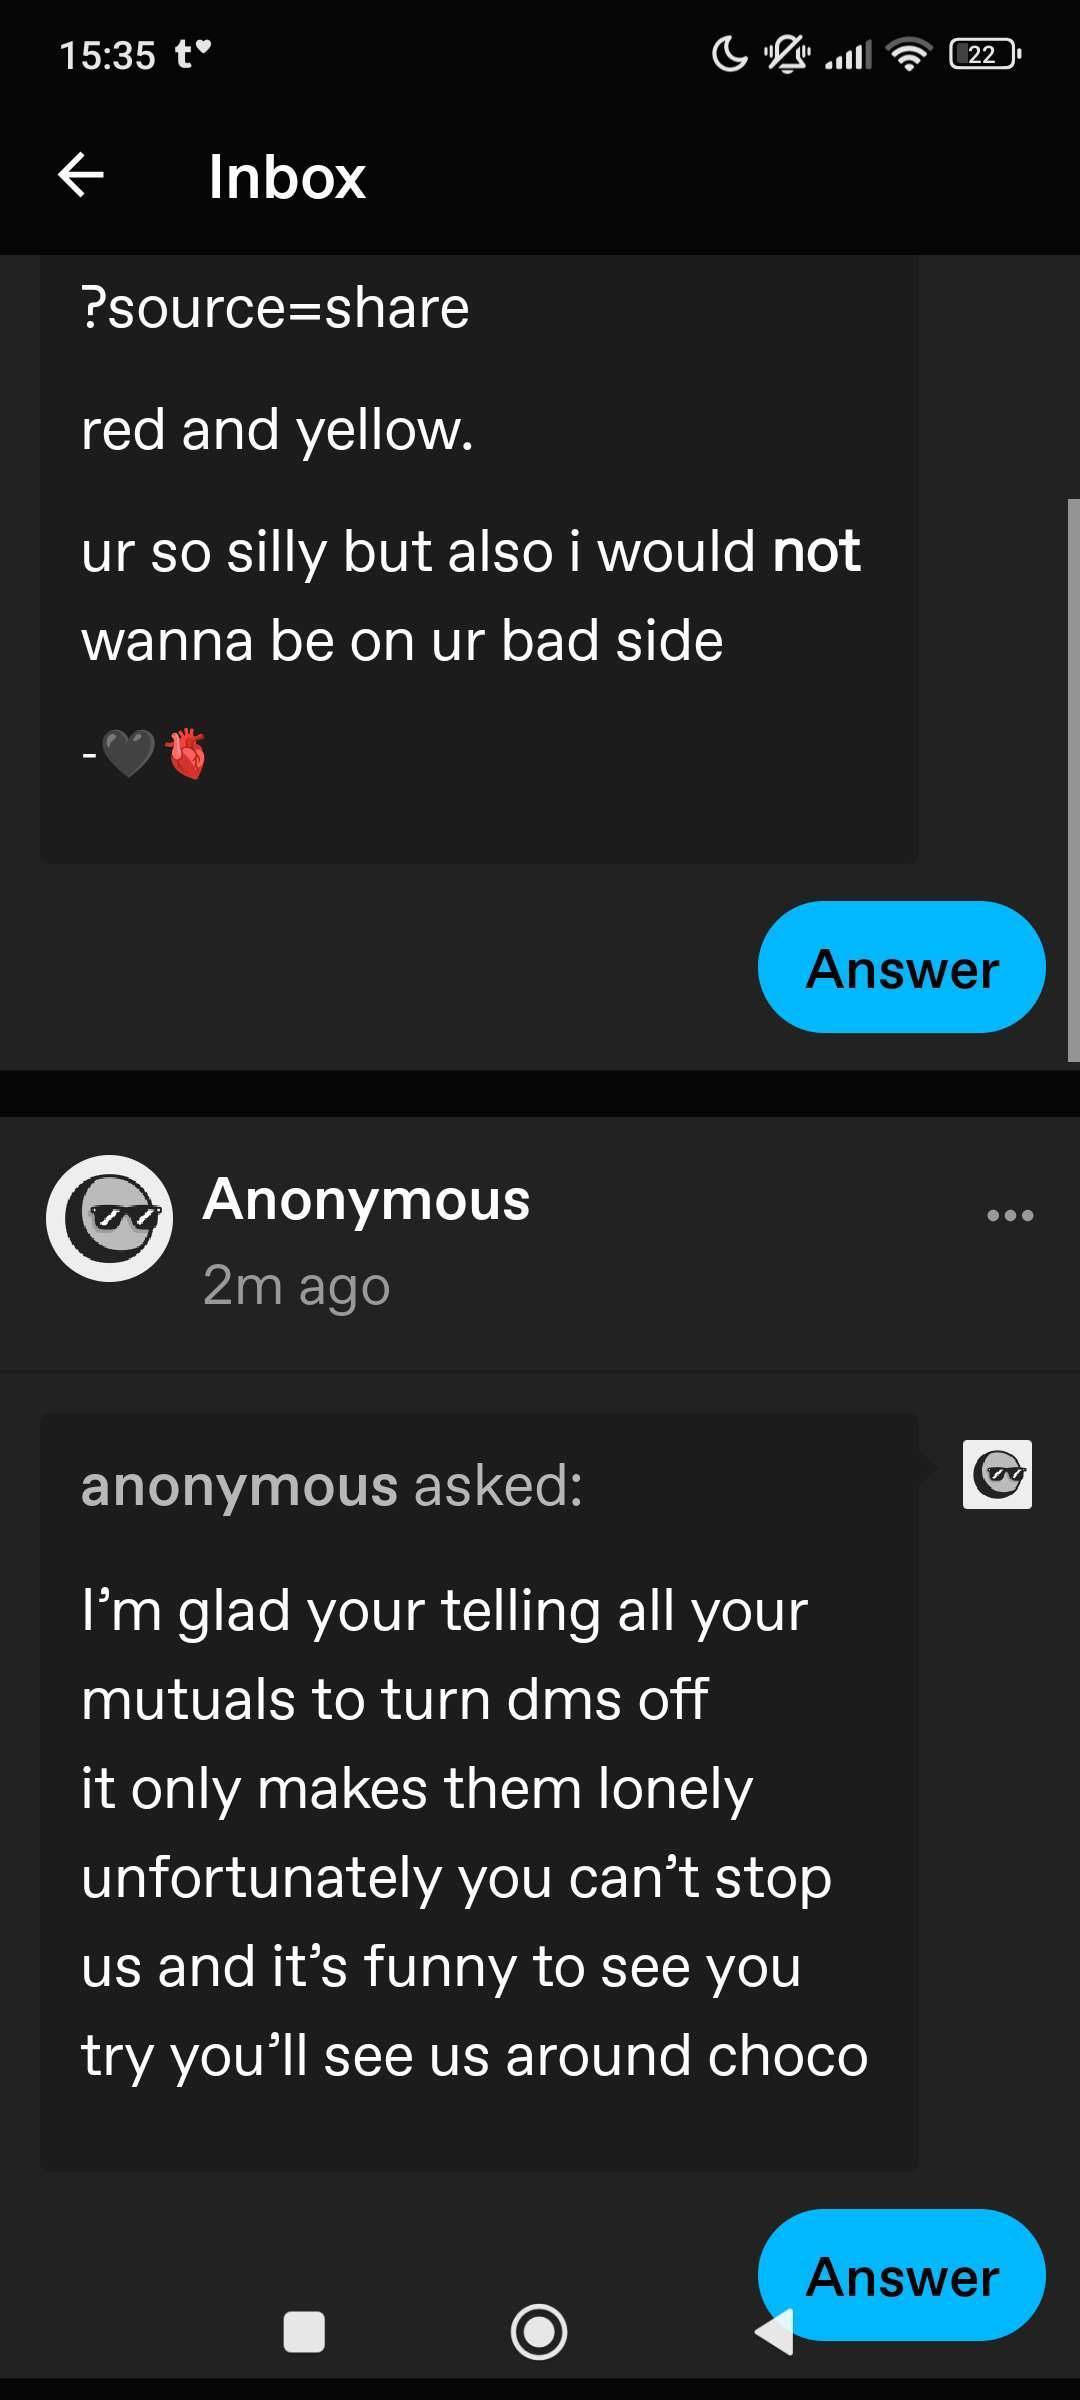 15:35 t
22
Inbox
?source=share
red and yellow.
ur so silly but also i would not
wanna be on ur bad side
-🖤🫀
Answer
Anonymous
2m ago
anonymous asked:
I’m glad your telling all your
mutuals to turn dms off
it only makes them lonely
unfortunately you can’t stop
us and it’s funny to see you
try you’ll see us around choco
Answer